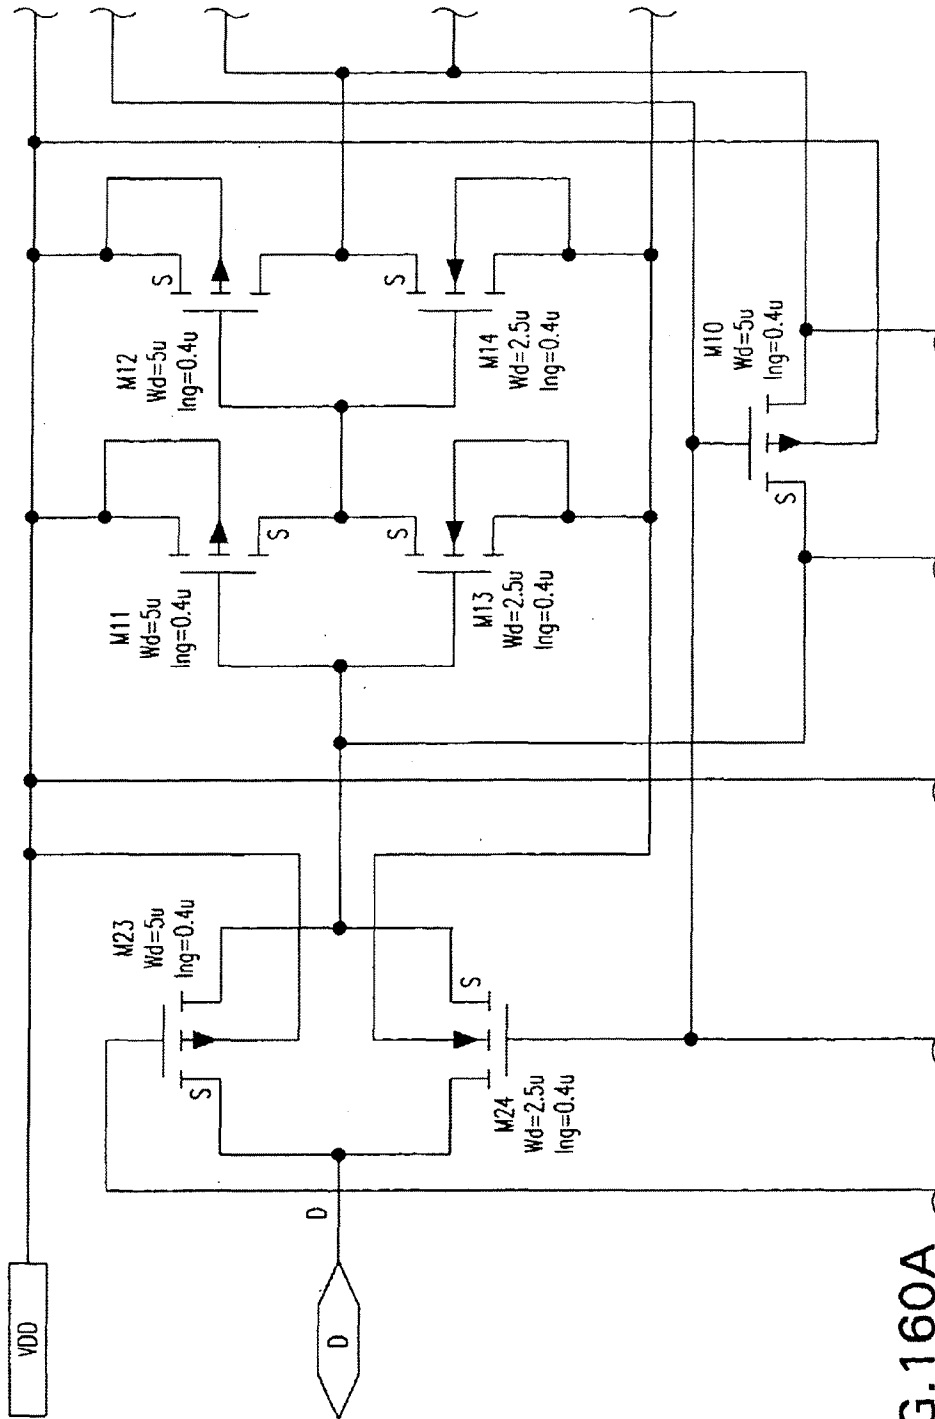 VDD
D
D
M23
Wd=5u
lng=0.4u
S
M24
Wd=2.5u
lng=0.4u
S
M11
Wd=5u
lng=0.4u
S
M13
Wd=2.5u
lng=0.4u
S
M12
Wd=5u
lng=0.4u
S
M14
Wd=2.5u
lng=0.4u
S
M10
Wd=5u
lng=0.4u
S
G. 160A